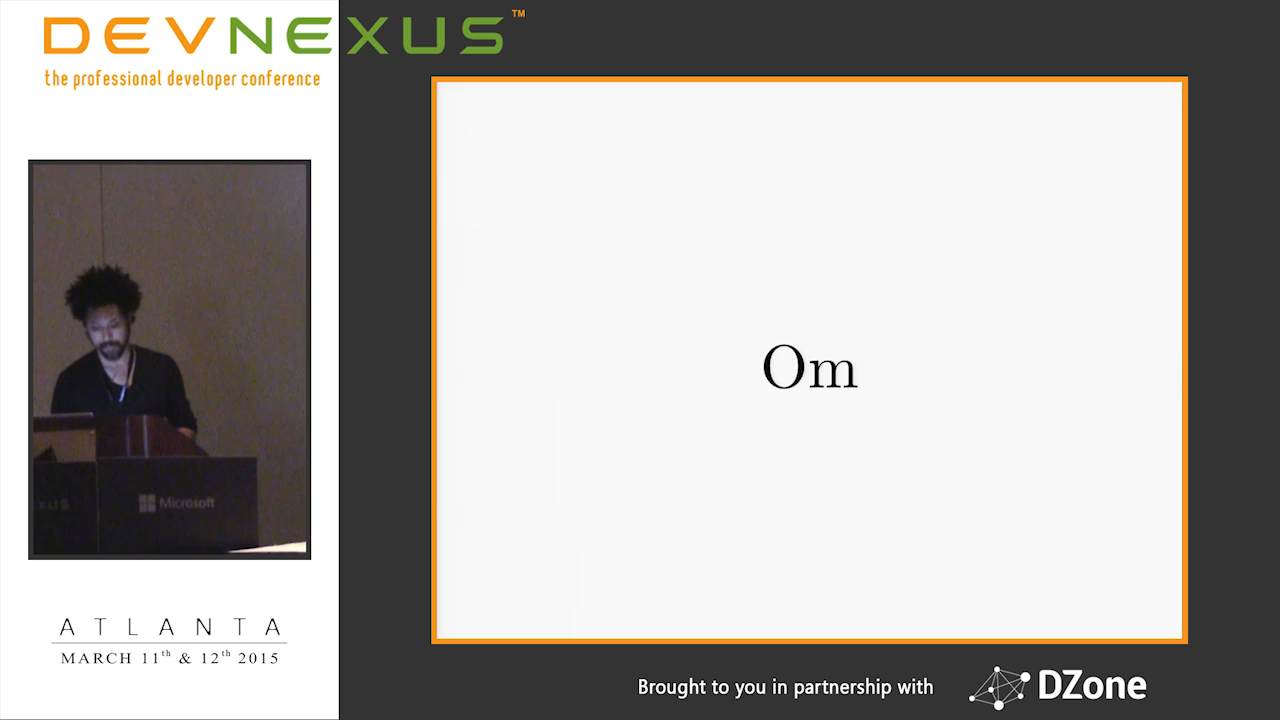 DEVNEXUS™
the professional developer conference
Om
XUS
Microsoft
ATLANTA
MARCH 11th & 12th 2015
Brought to you in partnership with
DZone